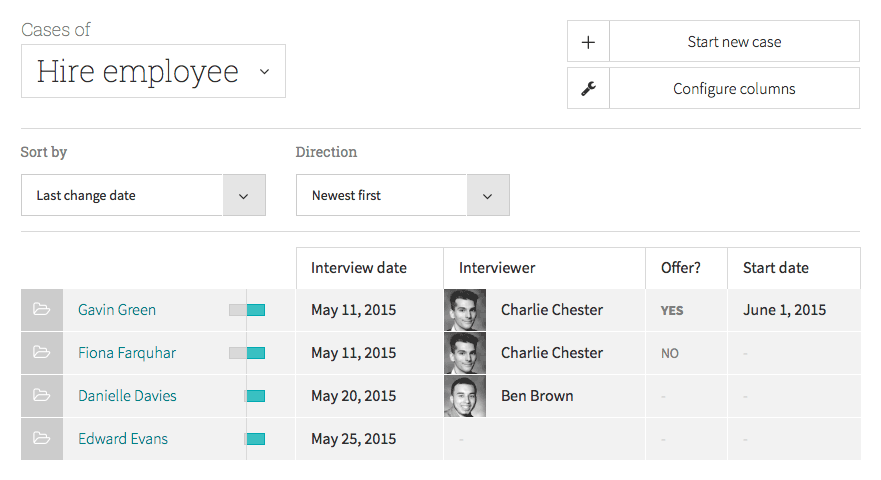 Cases of
Hire employee
Start new case
Configure columns
Sort by
Direction
Last change date
Newest first
Interview date Interviewer Offer? Start date
Gavin Green May 11, 2015 Charlie Chester YES June 1, 2015
Fiona Farquhar May 11, 2015 Charlie Chester NO -
Danielle Davies May 20, 2015 Ben Brown - -
Edward Evans May 25, 2015 - - -